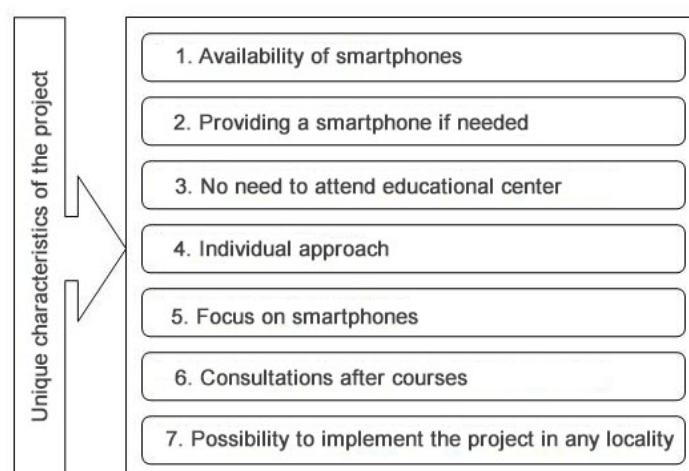 Unique characteristics of the project
1. Availability of smartphones
2. Providing a smartphone if needed
3. No need to attend educational center
4. Individual approach
5. Focus on smartphones
6. Consultations after courses
7. Possibility to implement the project in any locality